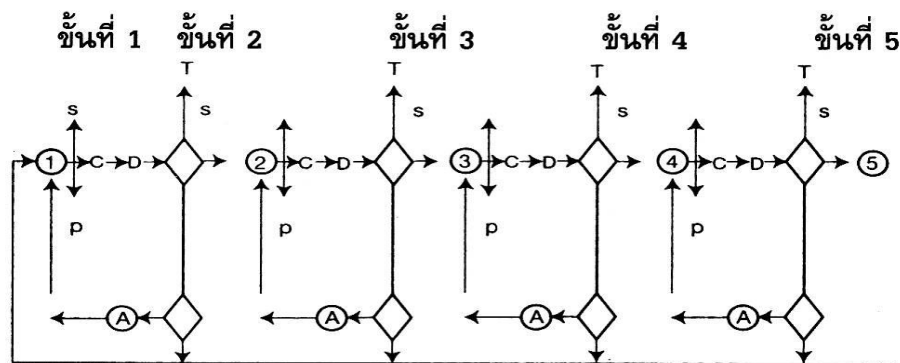 ขั้นที่ 1 ขั้นที่ 2 ขั้นที่ 3 ขั้นที่ 4 ขั้นที่ 5
T T T T
s s s s s
1 C D 2 C D 3 C D 4 C D 5
p p p p
A A A A